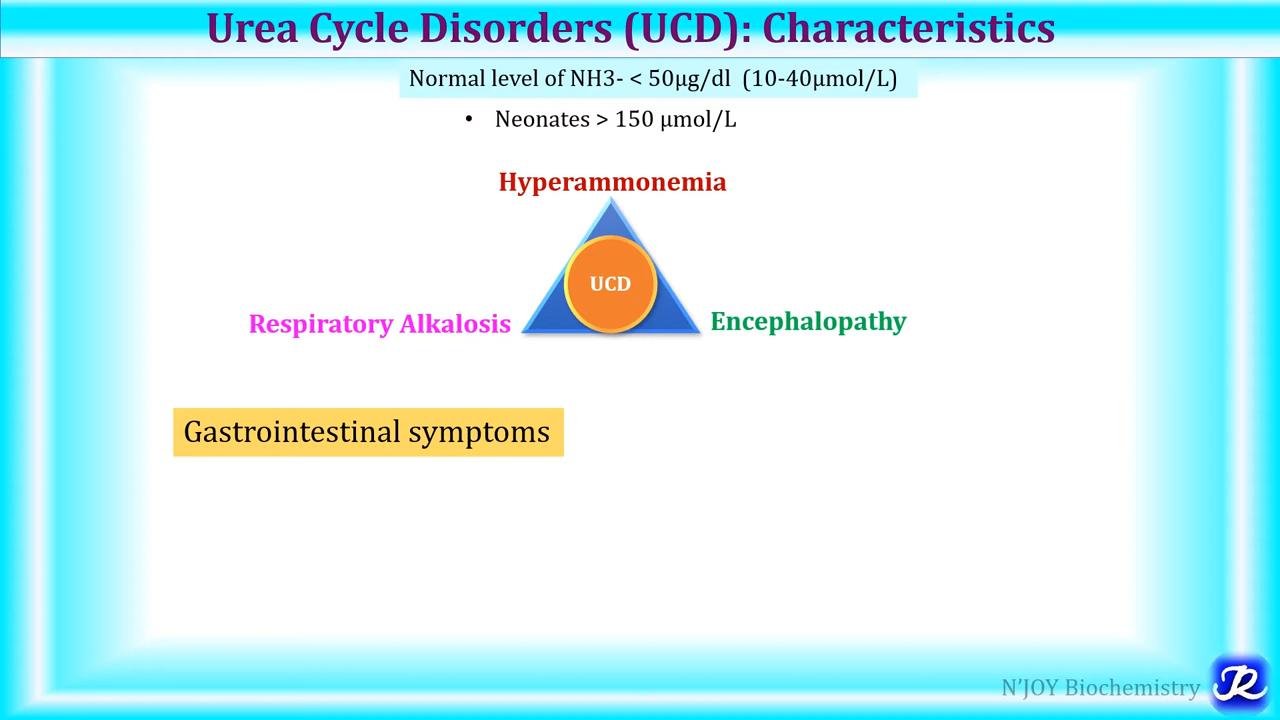 Urea Cycle Disorders (UCD): Characteristics
Normal level of NH3- < 50µg/dl (10-40µmol/L)
• Neonates > 150 µmol/L
Hyperammonemia
UCD
Respiratory Alkalosis
Encephalopathy
Gastrointestinal symptoms
N'JOY Biochemistry
JR